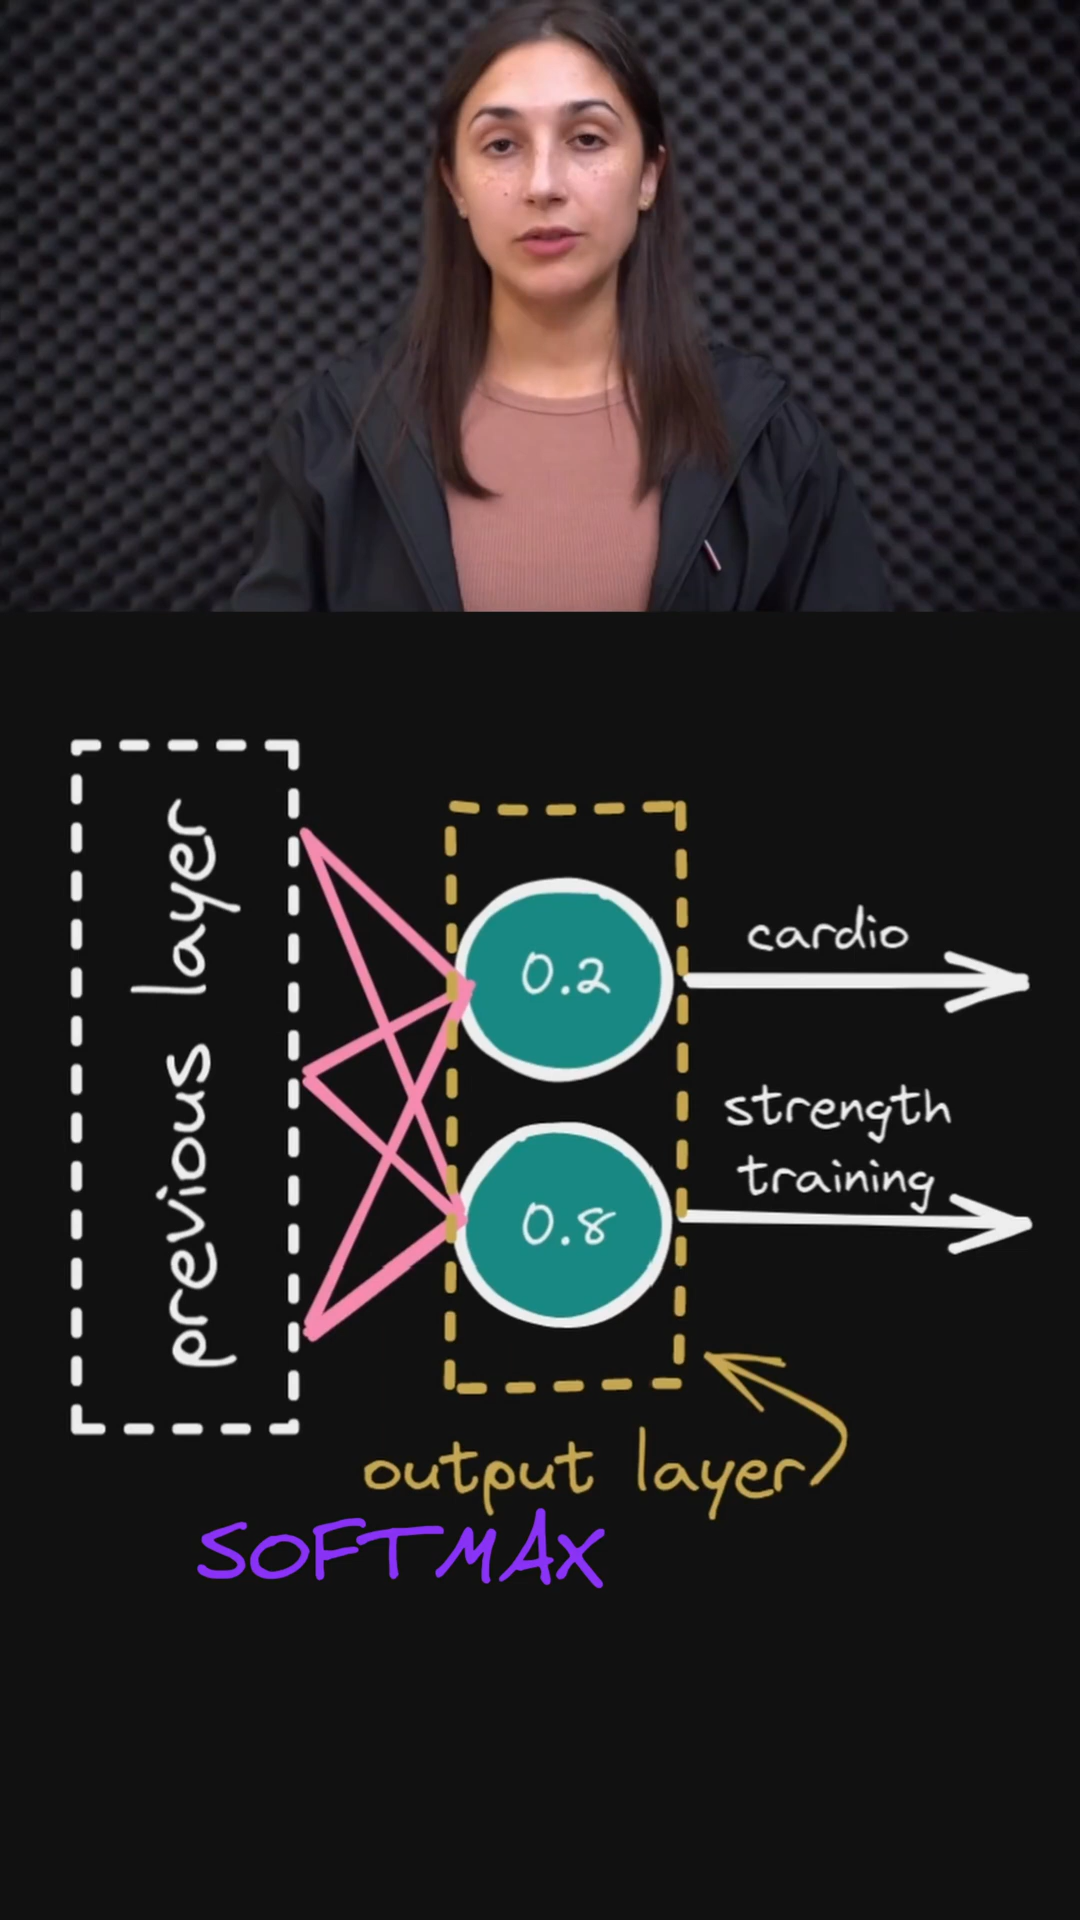 previous layer
0.2
cardio
0.8
strength
training
output layer
SOFTMAX